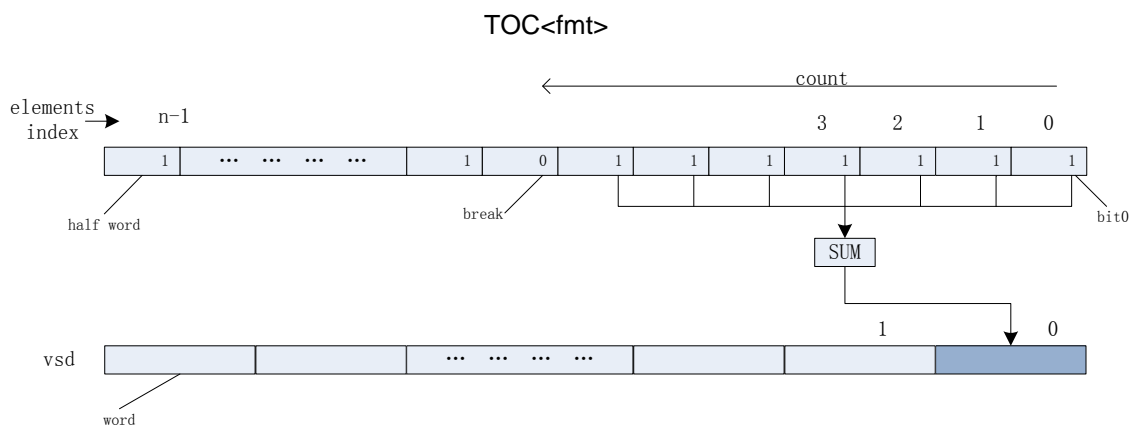 TOC<fmt>
count
elements
index
n-1
3 2 1 0
1 ... ... ... ... 1 0 1 1 1 1 1 1 1
half word
break
bit0
SUM
1 0
vsd
... ... ... ...
word